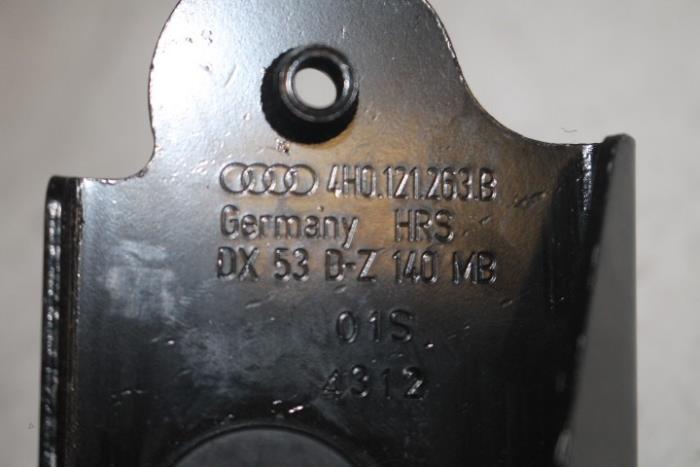 4H0.121.263.B
Germany HRS
DX 53 D-Z 140 MB
01S
4312